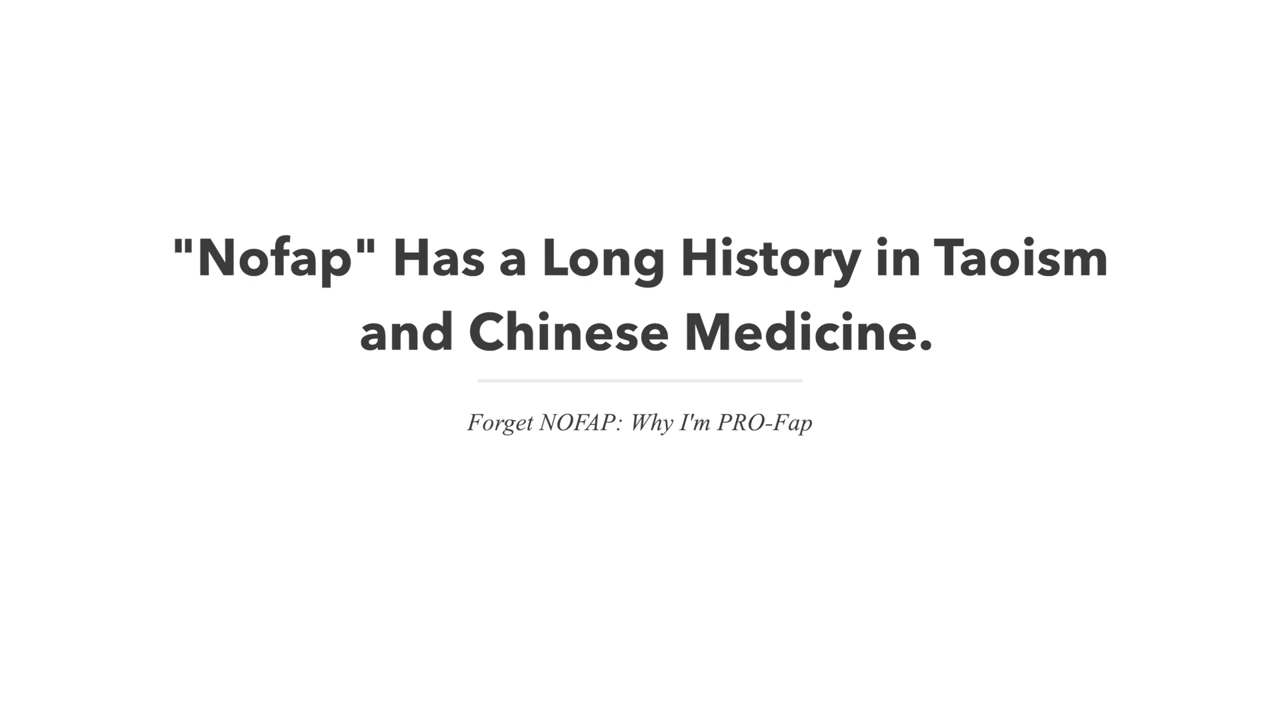 "Nofap" Has a Long History in Taoism
and Chinese Medicine.
Forget NOFAP: Why I'm PRO-Fap